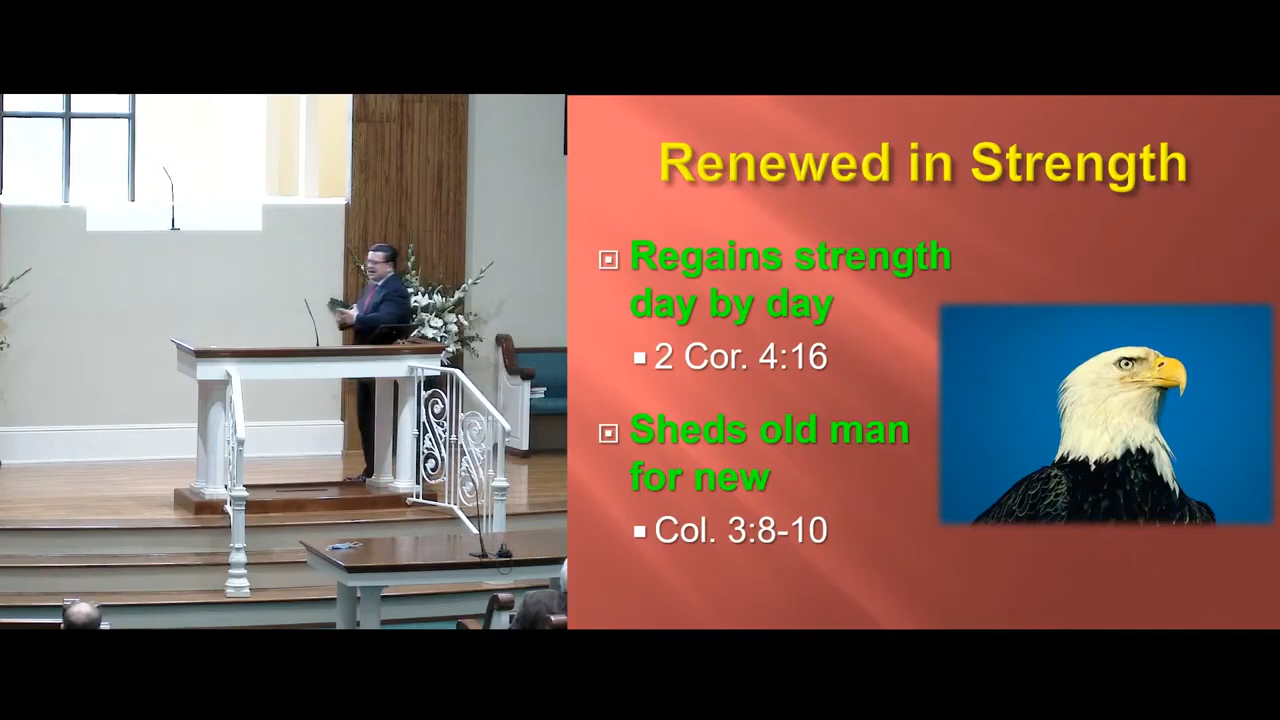 Renewed in Strength
Regains strength
day by day
2 Cor. 4:16
Sheds old man
for new
Col. 3:8-10